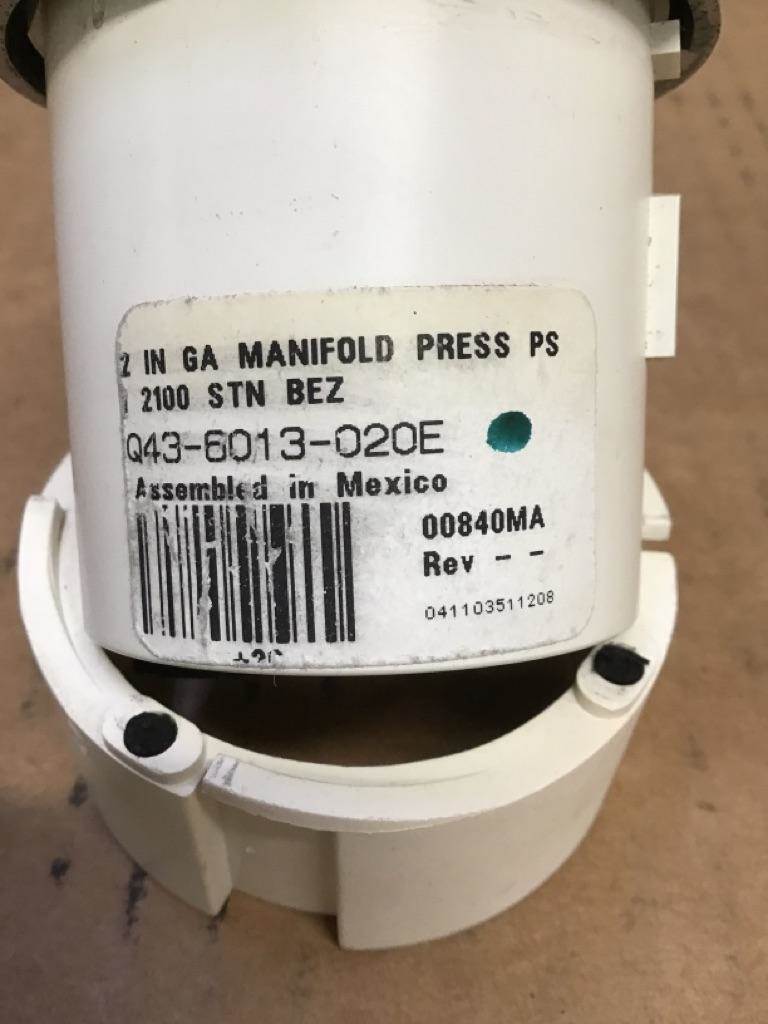 2 IN GA MANIFOLD PRESS PS
2100 STN BEZ
Q43-6013-020E
Assembled in Mexico
00840MA
Rev - -
041103511208